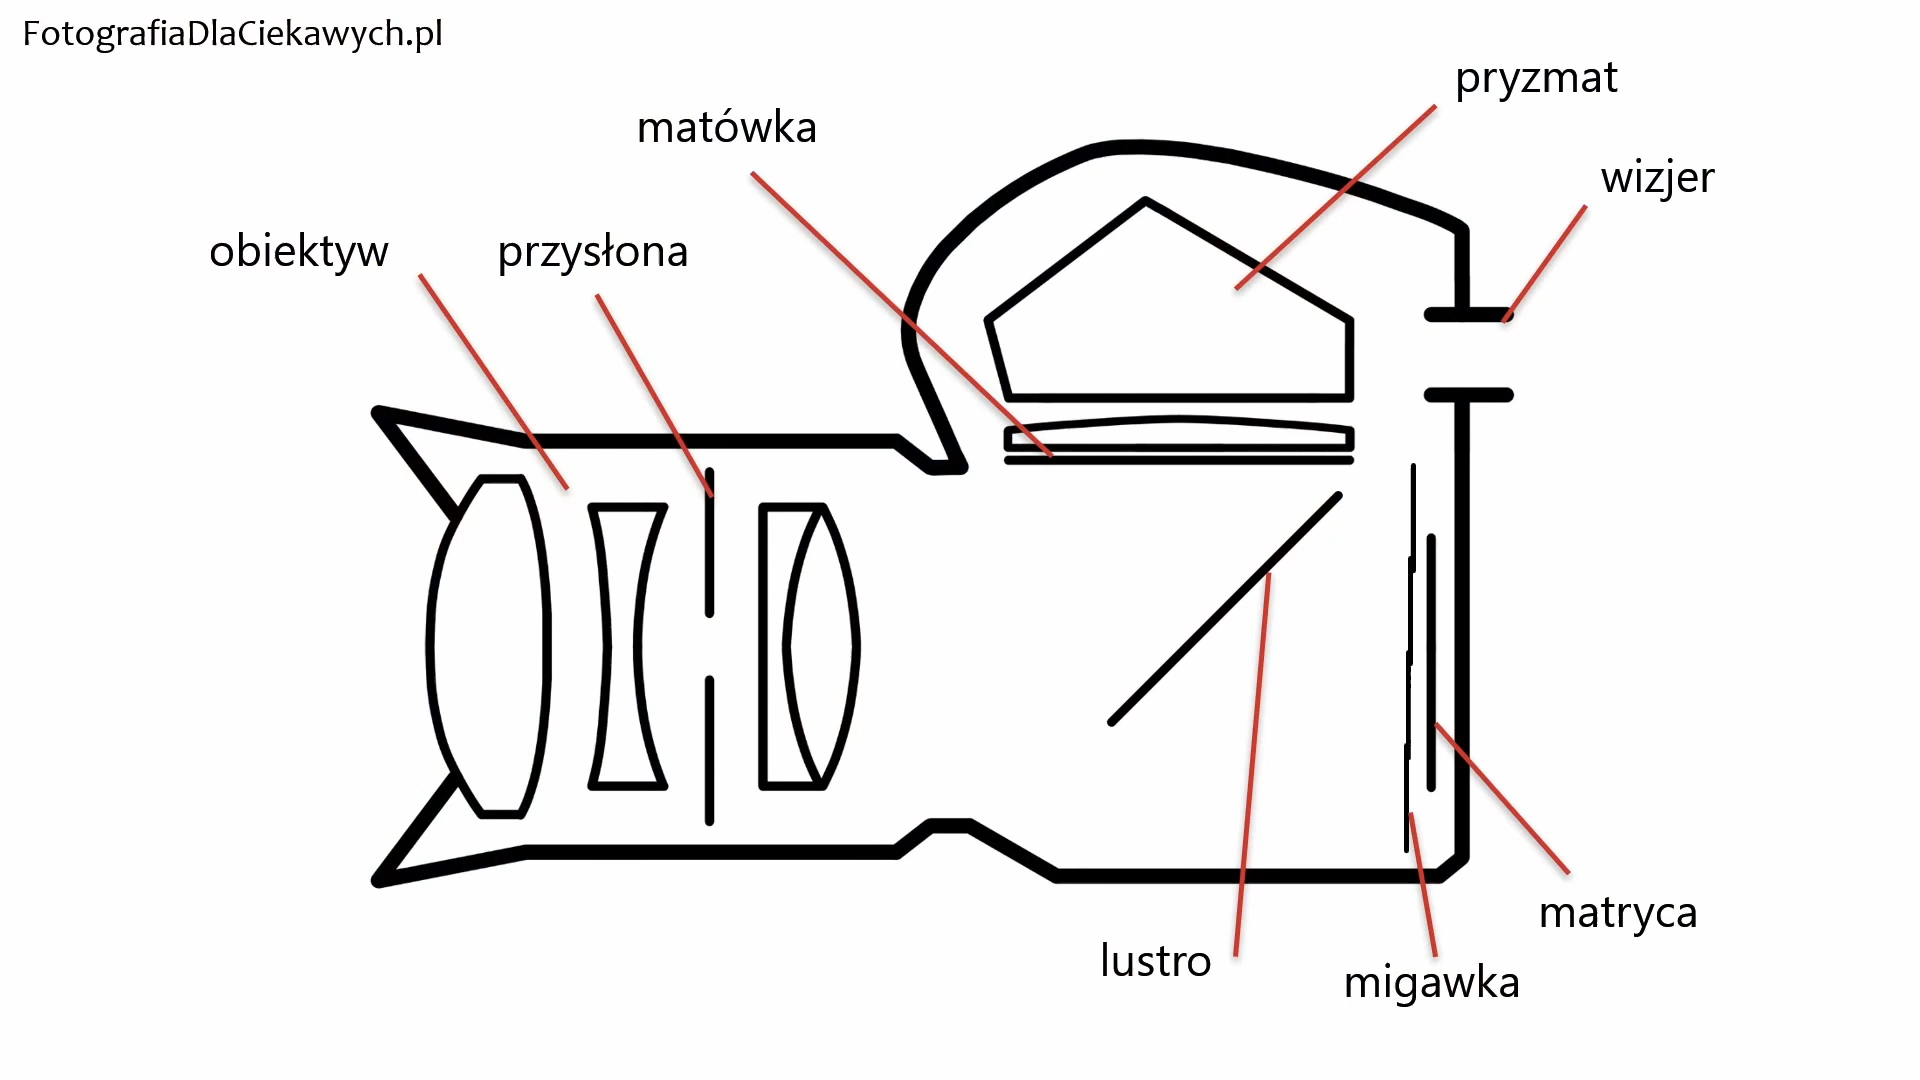 FotografiaDlaCiekawych.pl
pryzmat
matówka
wizjer
obiektyw
przysłona
matryca
lustro
migawka